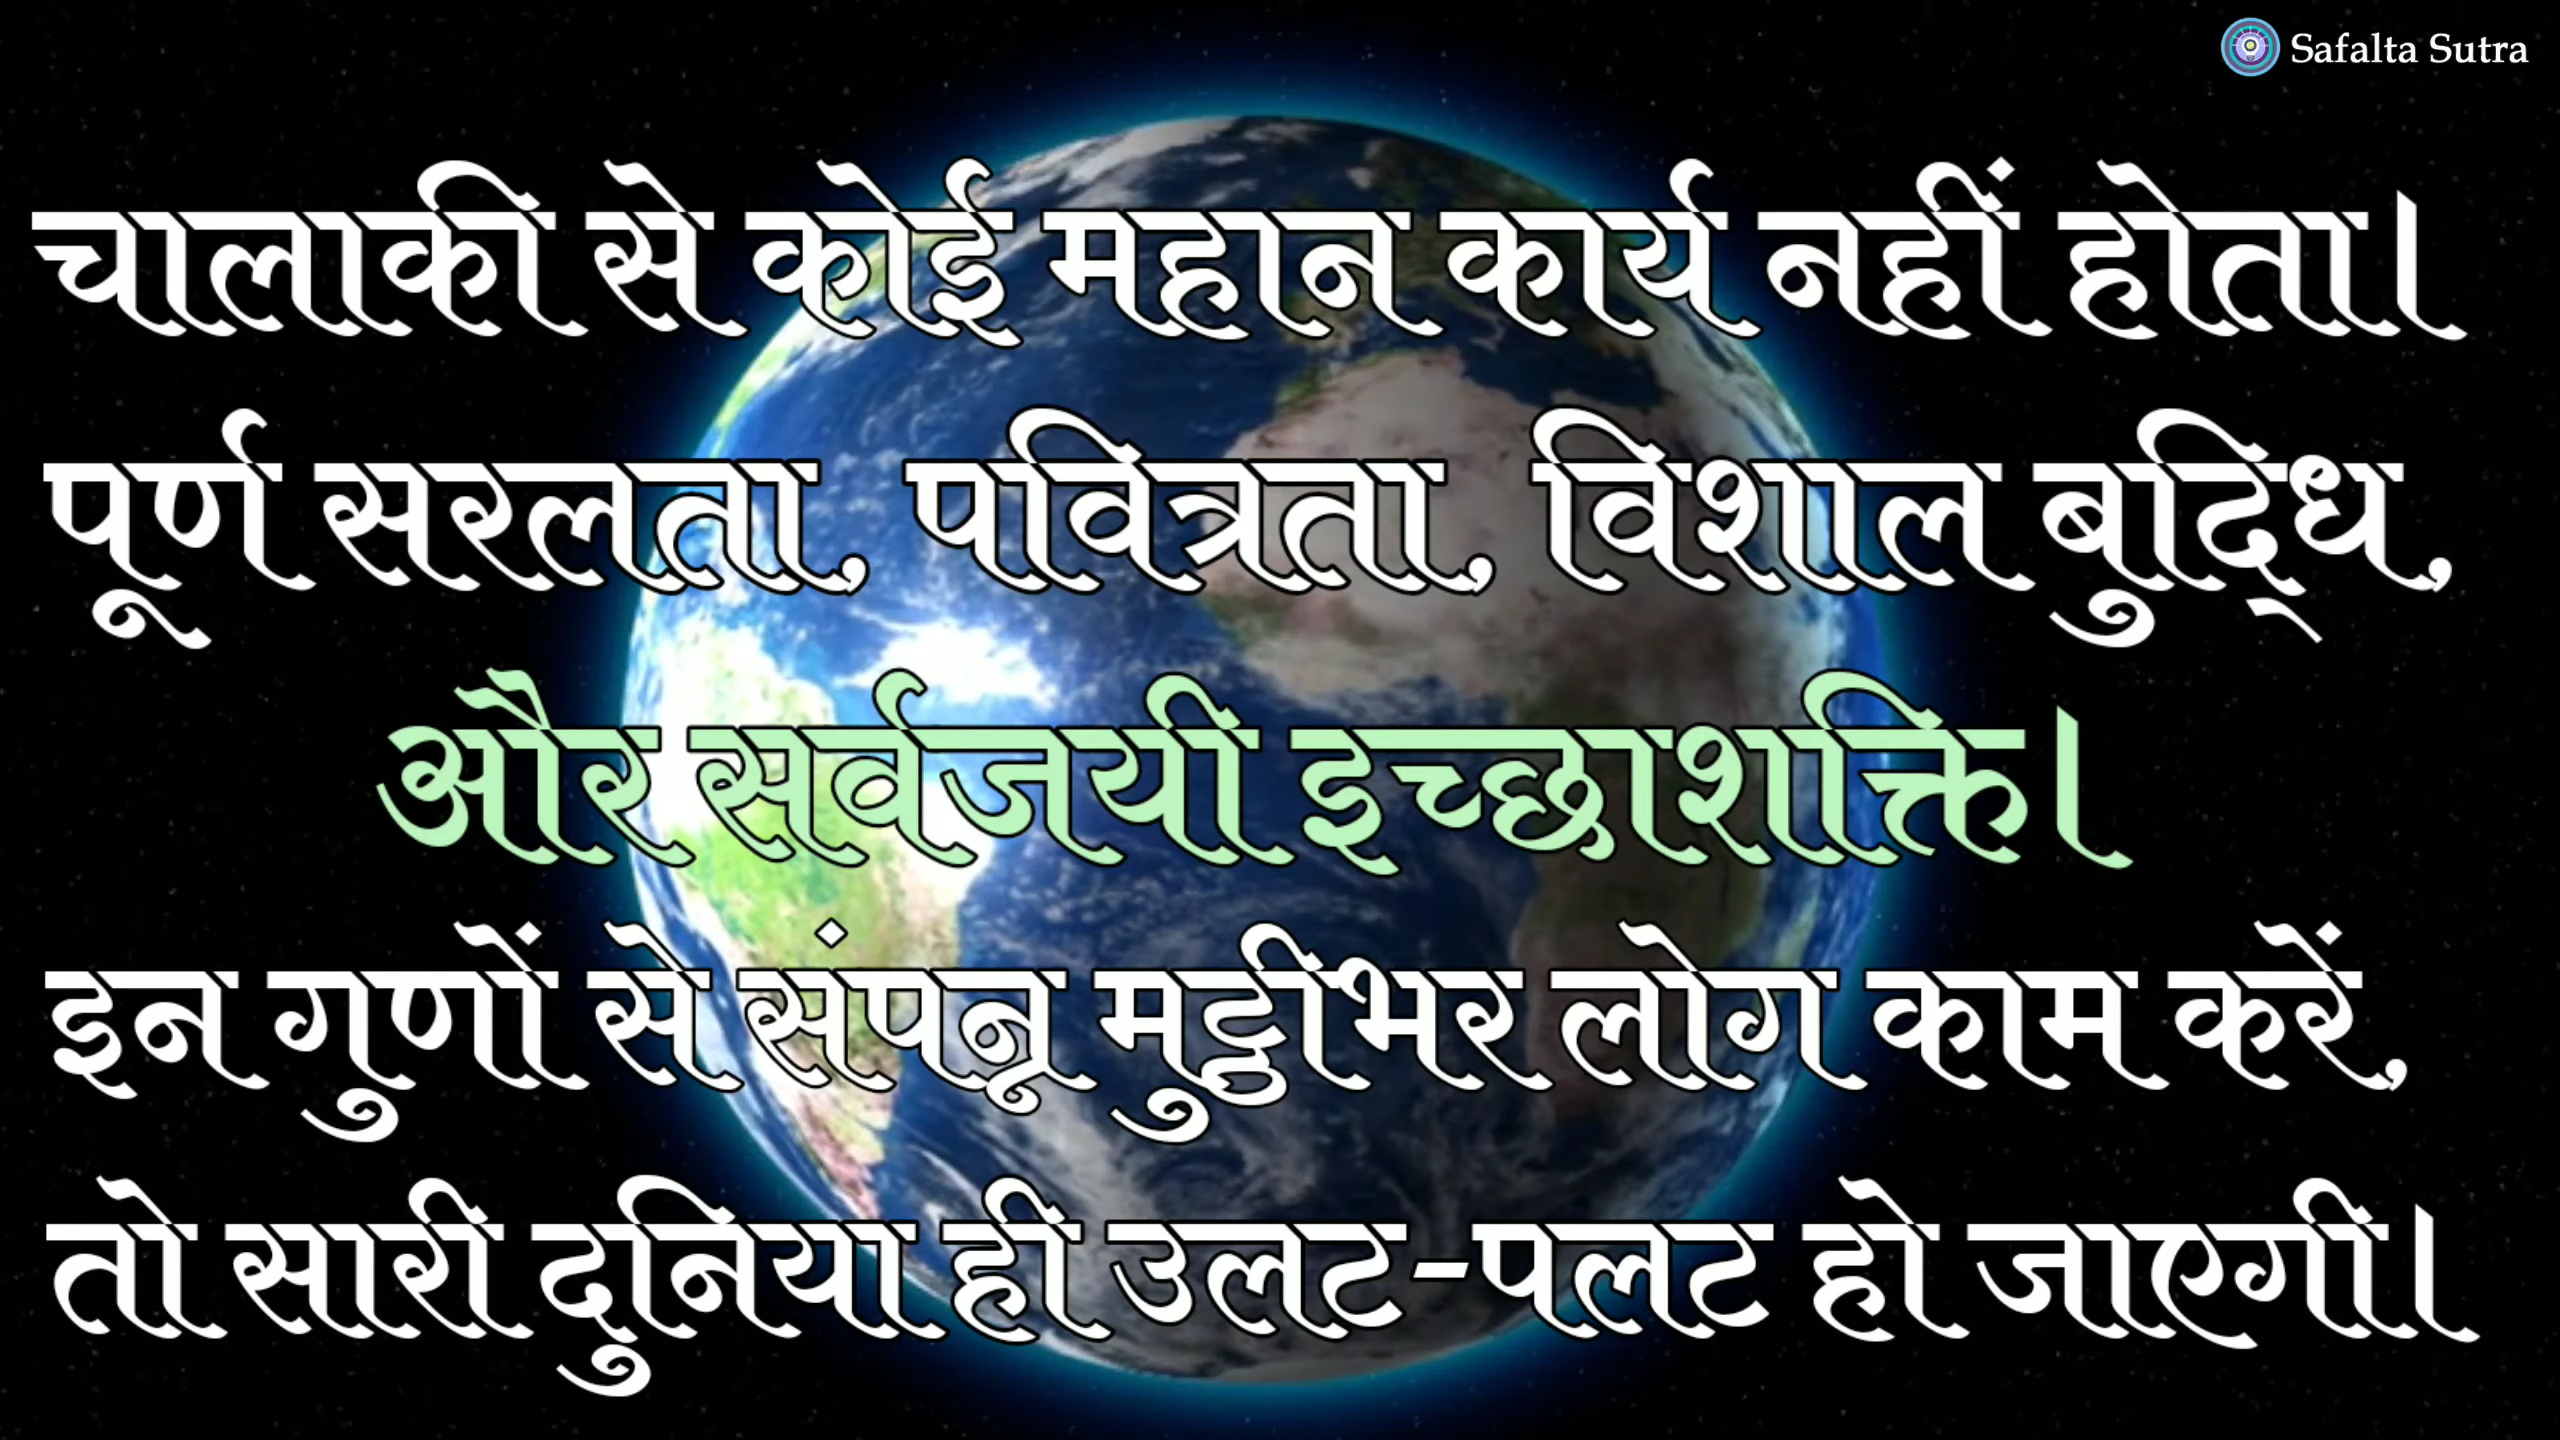 Safalta Sutra
चालाकी से कोई महान कार्य नहीं होता।
पूर्ण सरलता, पवित्रता, विशाल बुद्धि,
और सर्वजयी इच्छाशक्ति।
इन गुणों से संपन्न मुट्ठीभर लोग काम करें,
तो सारी दुनिया ही उलट-पलट हो जाएगी।